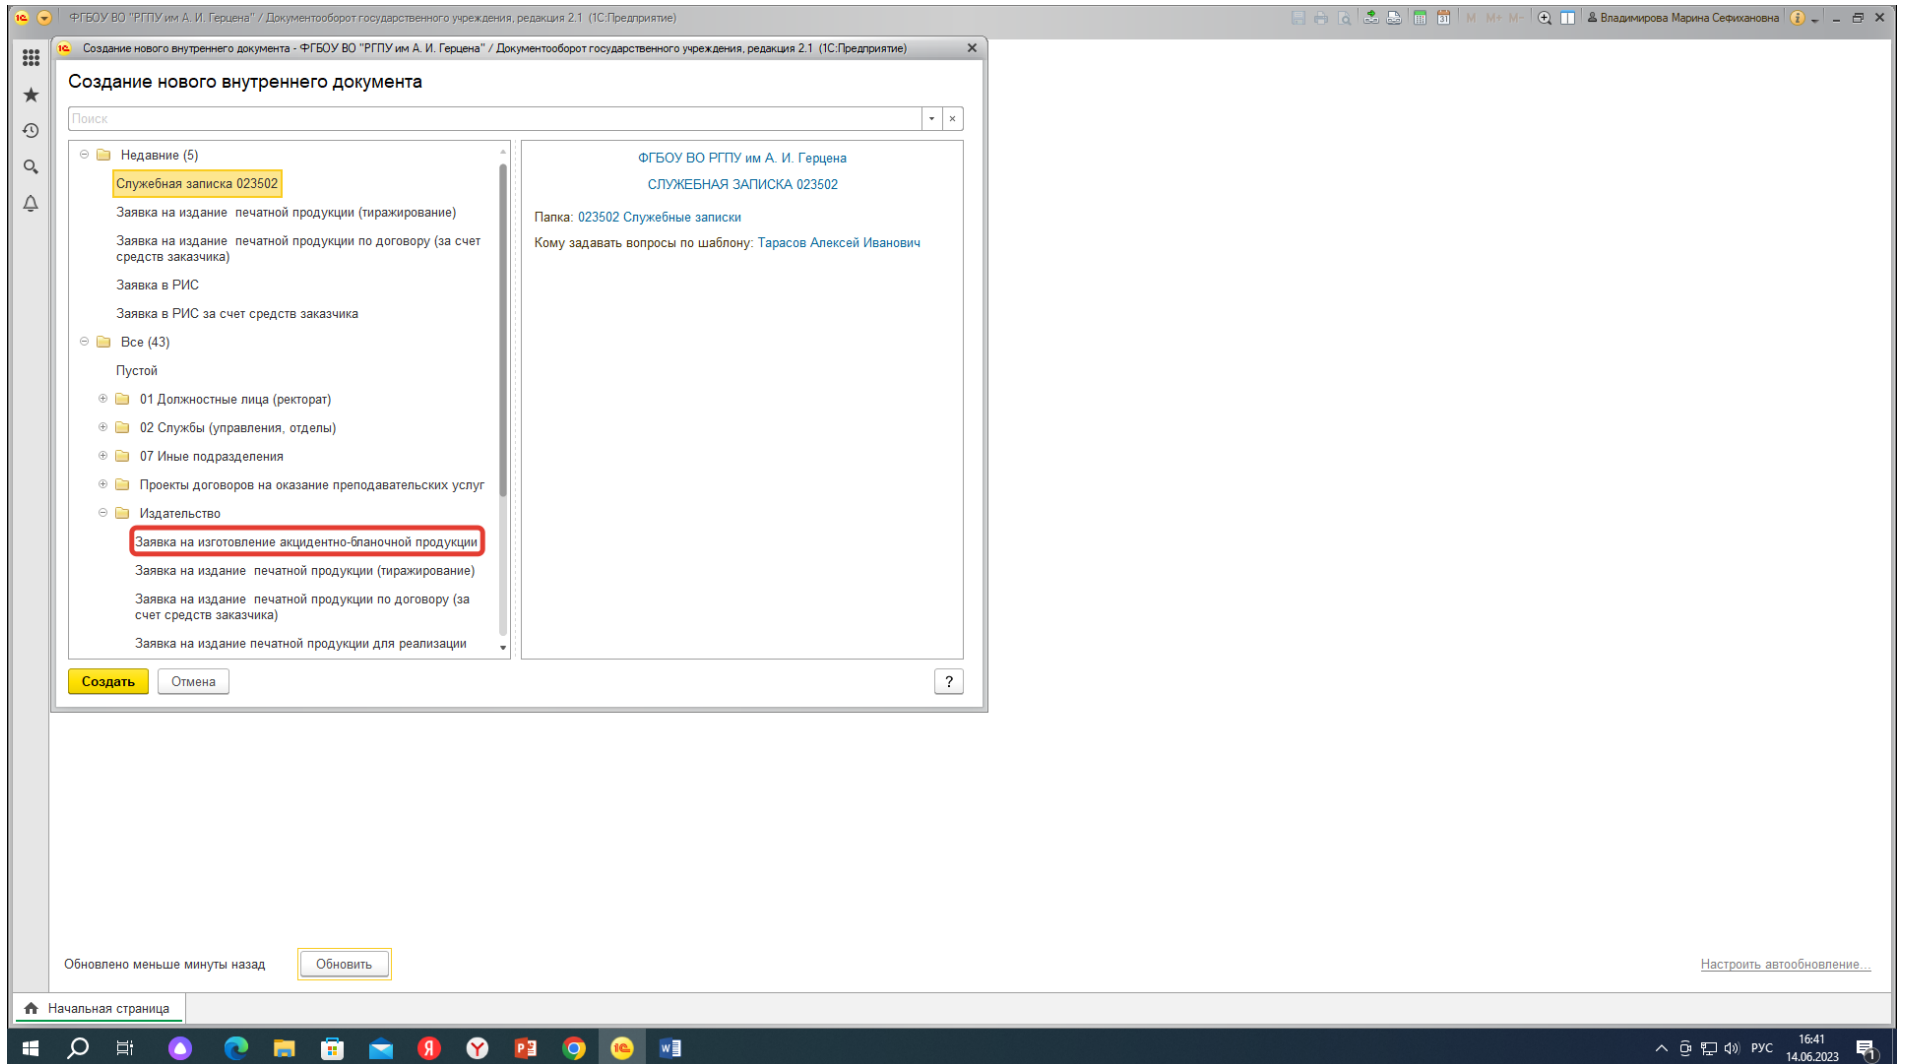 ФГБОУ ВО "РГПУ им А. И. Герцена" / Документооборот государственного учреждения, редакция 2.1 (1С:Предприятие)
M M+ M-
Владимирова Марина Сефихановна
Создание нового внутреннего документа - ФГБОУ ВО "РГПУ им А. И. Герцена" / Документооборот государственного учреждения, редакция 2.1 (1С:Предприятие)
Создание нового внутреннего документа
Поиск
Недавние (5)
Служебная записка 023502
Заявка на издание печатной продукции (тиражирование)
Заявка на издание печатной продукции по договору (за счет
средств заказчика)
Заявка в РИС
Заявка в РИС за счет средств заказчика
Все (43)
Пустой
01 Должностные лица (ректорат)
02 Службы (управления, отделы)
07 Иные подразделения
Проекты договоров на оказание преподавательских услуг
Издательство
Заявка на изготовление акцидентно-бланочной продукции
Заявка на издание печатной продукции (тиражирование)
Заявка на издание печатной продукции по договору (за
счет средств заказчика)
Заявка на издание печатной продукции для реализации
ФГБОУ ВО РГПУ им А. И. Герцена
СЛУЖЕБНАЯ ЗАПИСКА 023502
Папка: 023502 Служебные записки
Кому задавать вопросы по шаблону: Тарасов Алексей Иванович
Создать
Отмена
?
Обновлено меньше минуты назад
Обновить
Настроить автообновление...
Начальная страница
РУС
16:41
14.06.2023